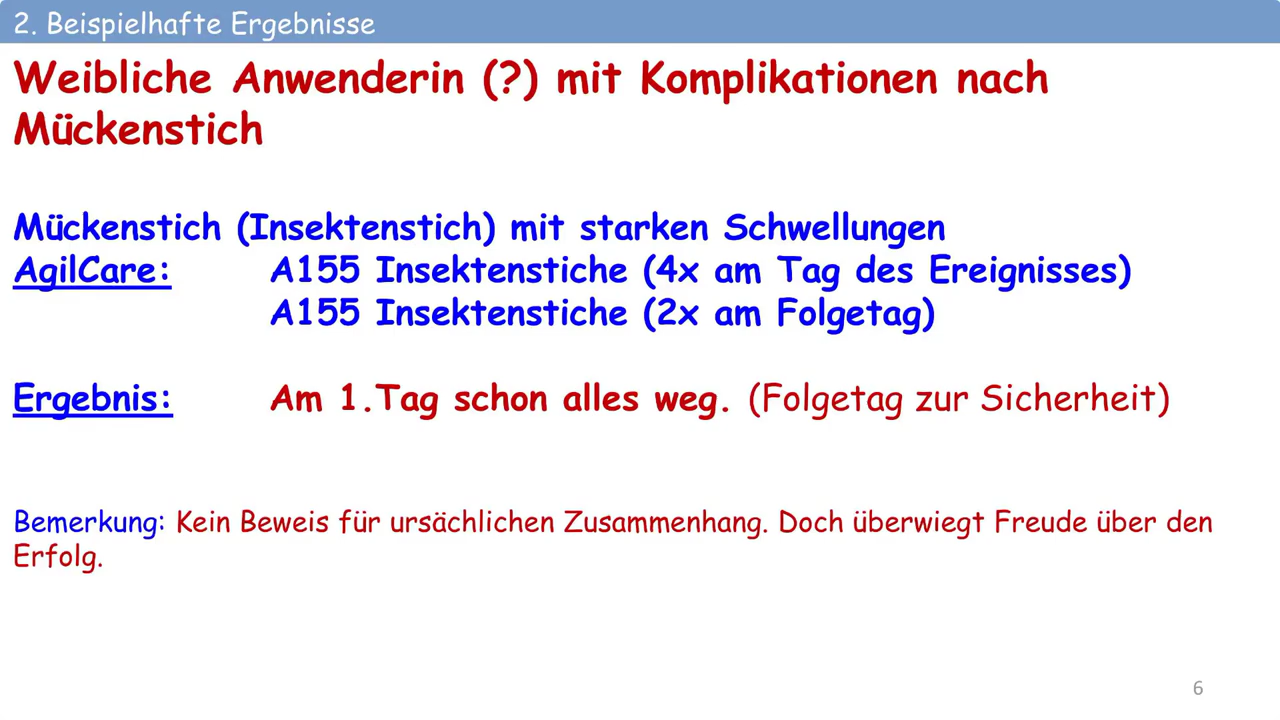 2. Beispielhafte Ergebnisse
Weibliche Anwenderin (?) mit Komplikationen nach
Mückenstich
Mückenstich (Insektenstich) mit starken Schwellungen
AgilCare: A155 Insektenstiche (4x am Tag des Ereignisses)
A155 Insektenstiche (2x am Folgetag)
Ergebnis: Am 1.Tag schon alles weg. (Folgetag zur Sicherheit)
Bemerkung: Kein Beweis für ursächlichen Zusammenhang. Doch überwiegt Freude über den
Erfolg.
6